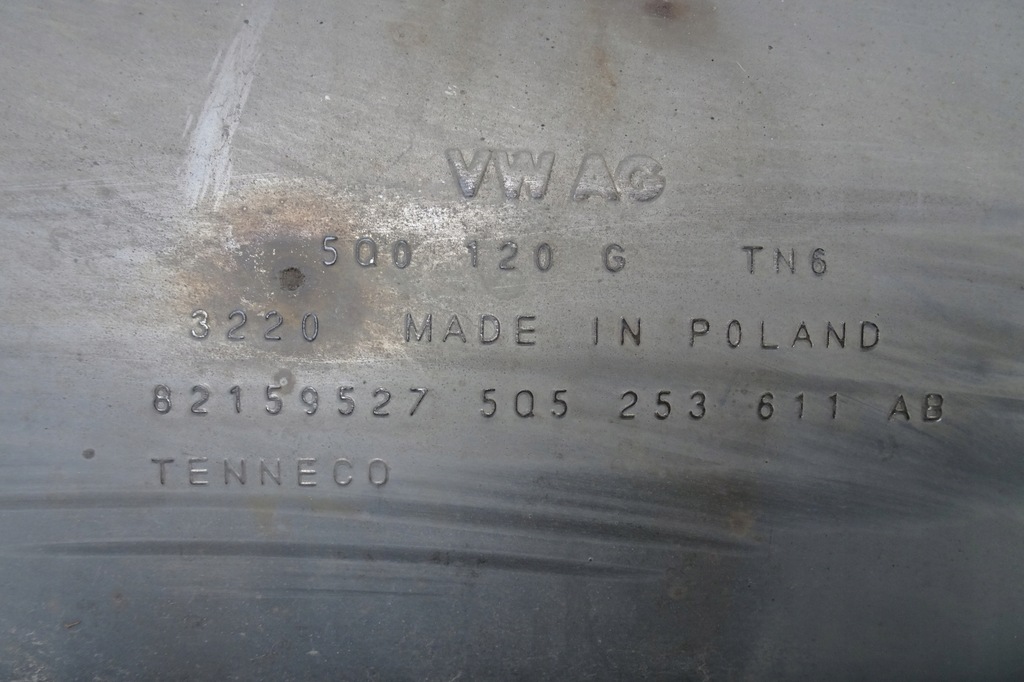 VW AG
5Q0 120 G TN6
3220 MADE IN POLAND
82159527 5Q5 253 611 AB
TENNECO